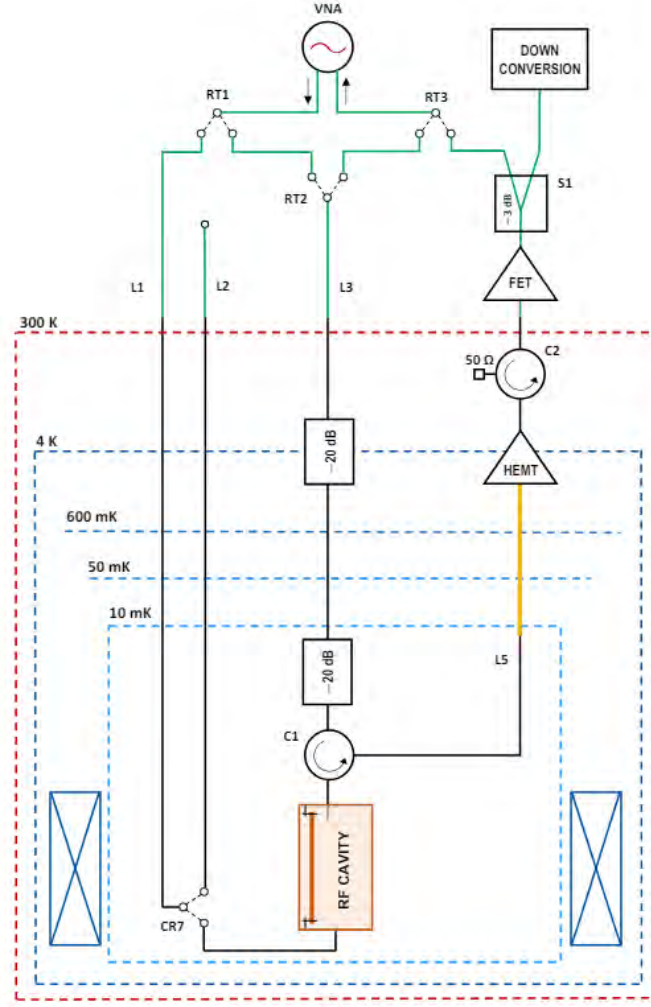 VNA
DOWN
CONVERSION
RT1
RT3
RT2
S1
−3 dB
L1
L2
L3
FET
300 K
C2
50 Ω
−20 dB
4 K
HEMT
600 mK
50 mK
10 mK
−20 dB
L5
C1
RF CAVITY
CR7